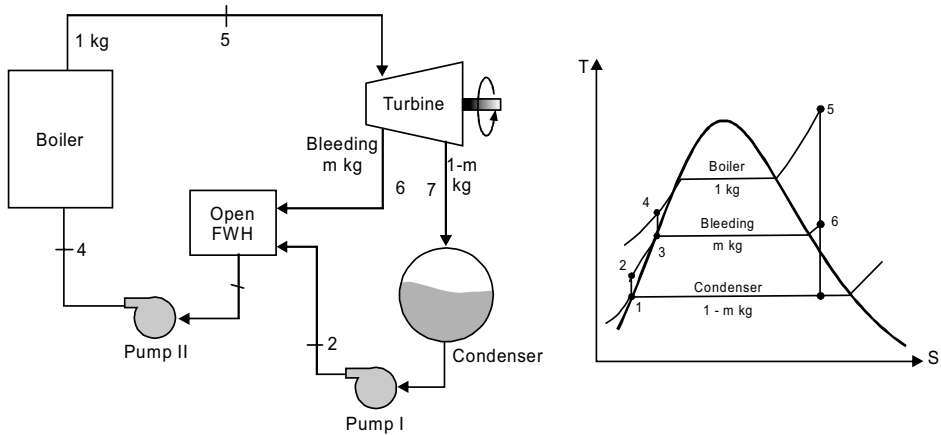 1 kg
5
Boiler
Turbine
Bleeding
m kg
1-m
kg
6
7
Open
FWH
4
2
Pump II
Condenser
Pump I
T
5
Boiler
1 kg
4
Bleeding
m kg
6
3
2
Condenser
1 - m kg
1
S